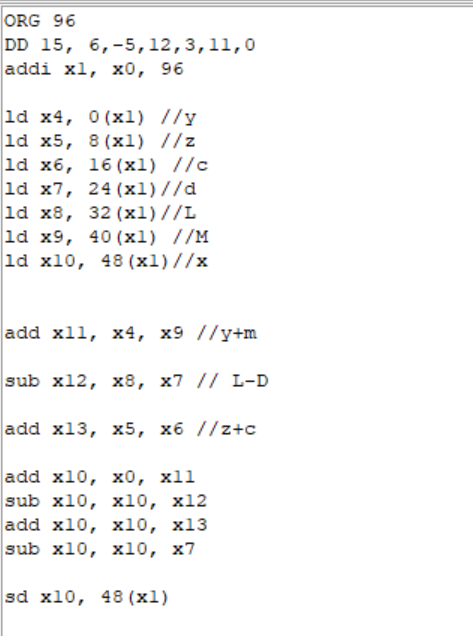 ORG 96
DD 15, 6,-5,12,3,11,0
addi x1, x0, 96
ld x4, 0(x1) //y
ld x5, 8(x1) //z
ld x6, 16(x1) //c
ld x7, 24(x1)//d
ld x8, 32(x1)//L
ld x9, 40(x1) //M
ld x10, 48(x1)//x
add x11, x4, x9 //y+m
sub x12, x8, x7 // L-D
add x13, x5, x6 //z+c
add x10, x0, x11
sub x10, x10, x12
add x10, x10, x13
sub x10, x10, x7
sd x10, 48(x1)